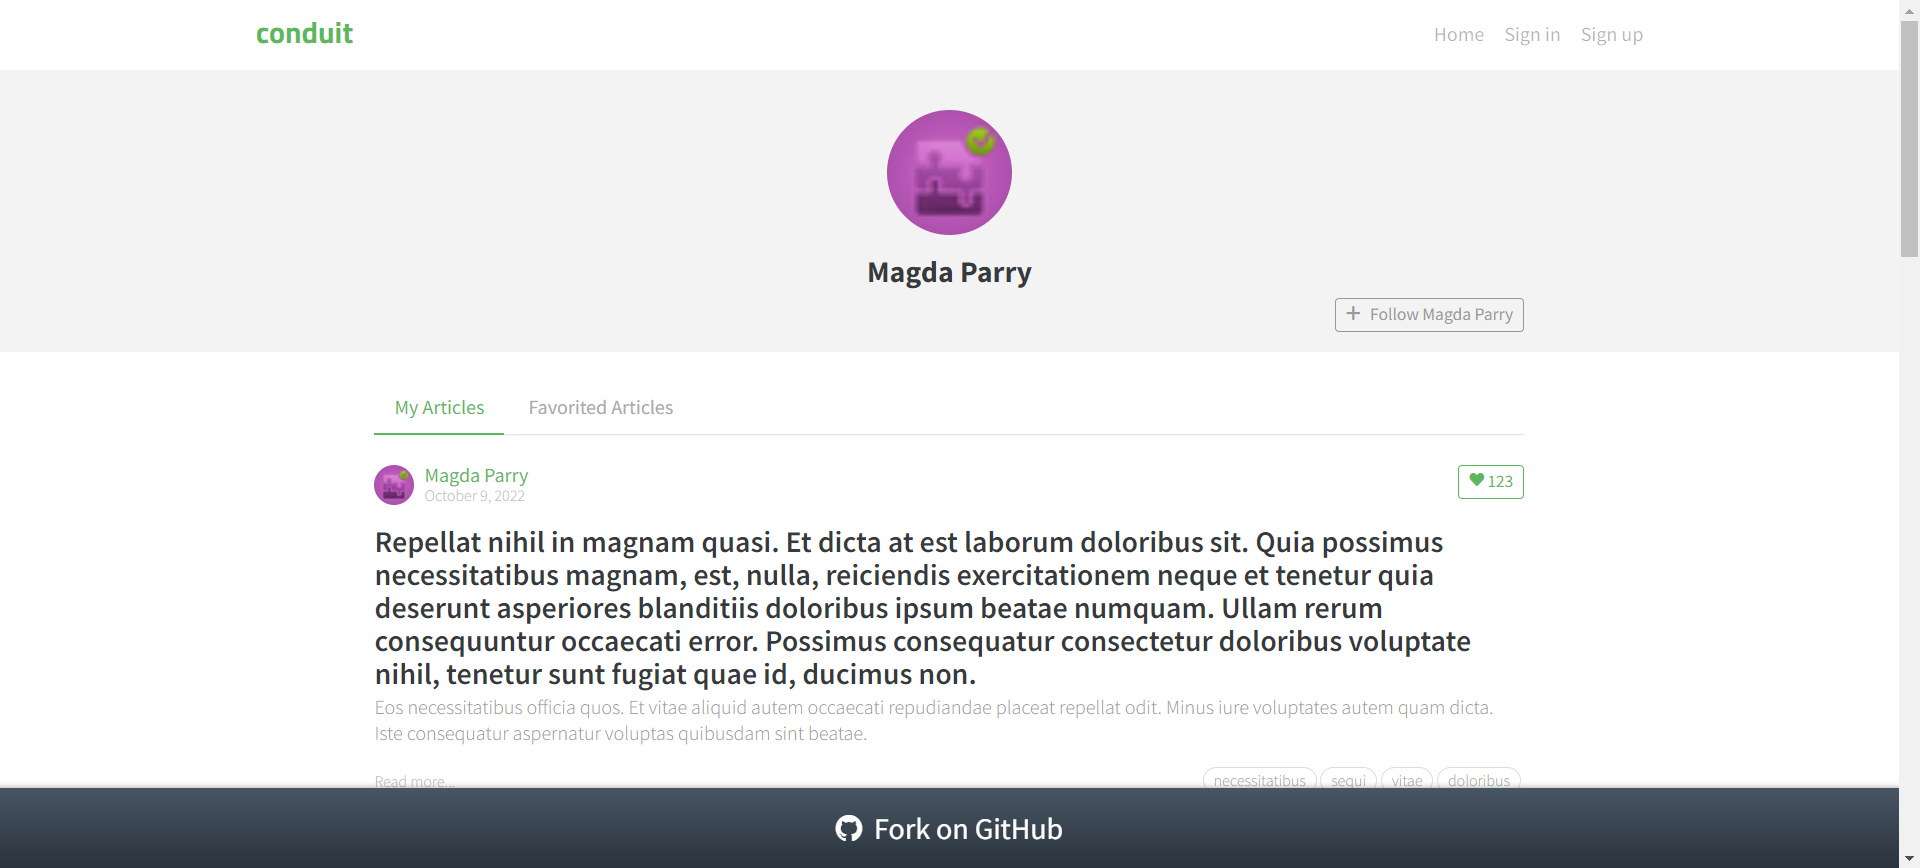 conduit
Home Sign in Sign up
Magda Parry
+ Follow Magda Parry
My Articles Favorited Articles
Magda Parry
October 9, 2022
123
Repellat nihil in magnam quasi. Et dicta at est laborum doloribus sit. Quia possimus
necessitatibus magnam, est, nulla, reiciendis exercitationem neque et tenetur quia
deserunt asperiores blanditiis doloribus ipsum beatae numquam. Ullam rerum
consequuntur occaecati error. Possimus consequatur consectetur doloribus voluptate
nihil, tenetur sunt fugiat quae id, ducimus non.
Eos necessitatibus officia quos. Et vitae aliquid autem occaecati repudiandae placeat repellat odit. Minus iure voluptates autem quam dicta.
Iste consequatur aspernatur voluptas quibusdam sint beatae.
Read more...
necessitatibus sequi vitae doloribus
Fork on GitHub